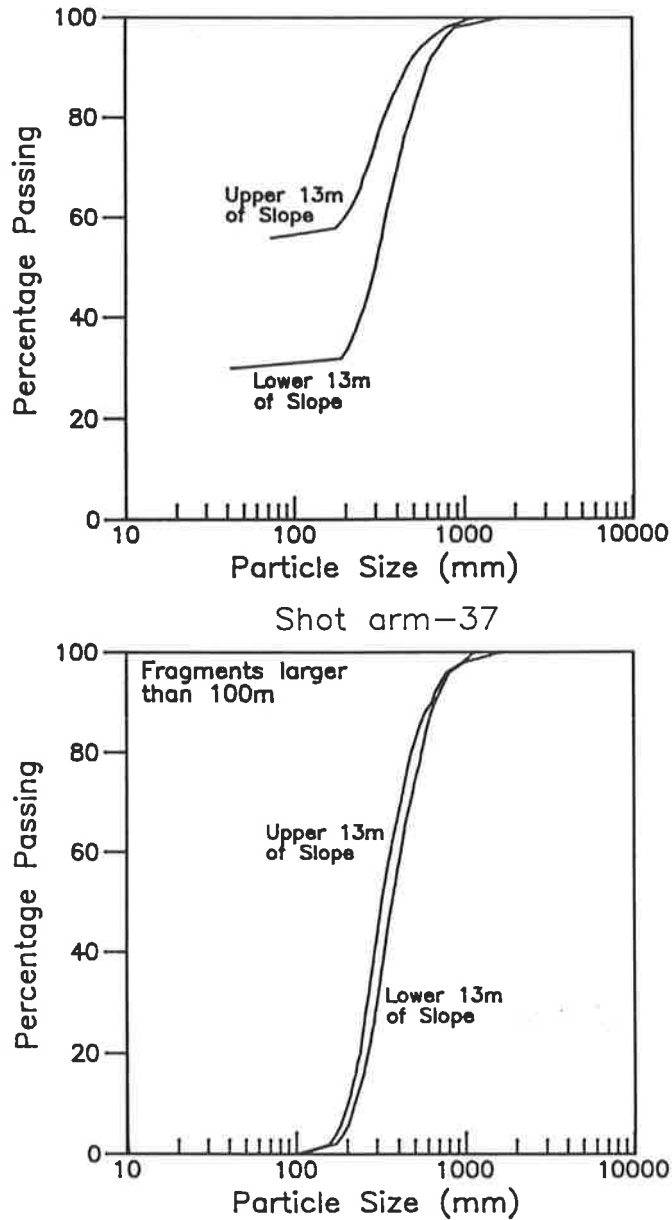 100
80
60
40
20
0
Percentage Passing
Upper 13m
of Slope
Lower 13m
of Slope
10
100
1000
10000
Particle Size (mm)
Shot arm-37
100
80
60
40
20
0
Percentage Passing
Fragments larger
than 100m
Upper 13m
of Slope
Lower 13m
of Slope
10
100
1000
10000
Particle Size (mm)